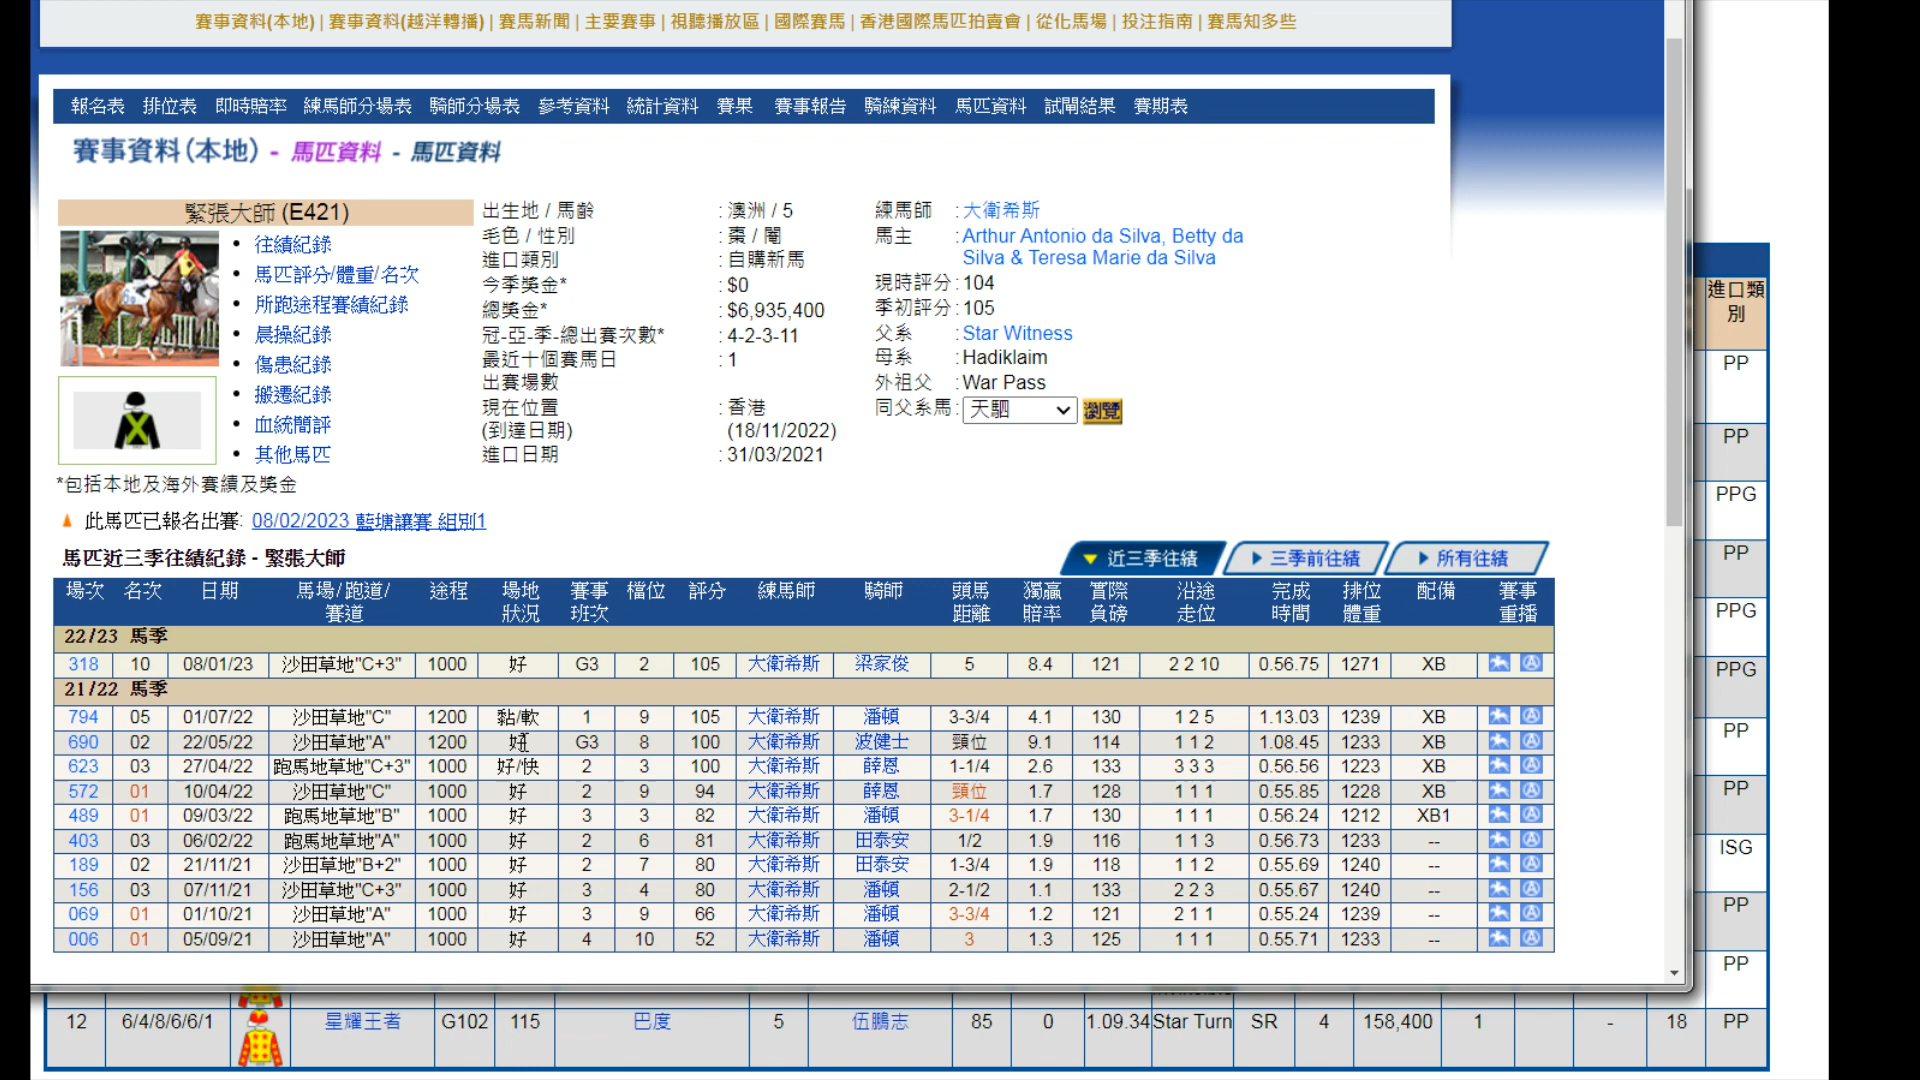 賽事資料(本地) | 賽事資料(越洋轉播) | 賽馬新聞 | 主要賽事 | 視聽播放區 | 國際賽馬 | 香港國際馬匹拍賣會 | 從化馬場 | 投注指南 | 賽馬知多些
報名表 排位表 即時賠率 練馬師分場表 騎師分場表 參考資料 統計資料 賽果 賽事報告 騎練資料 馬匹資料 試閘結果 賽期表
賽事資料(本地) - 馬匹資料 - 馬匹資料
緊張大師 (E421)
• 往績紀錄
• 馬匹評分/體重/名次
• 所跑途程賽績紀錄
• 晨操紀錄
• 傷患紀錄
• 搬遷紀錄
• 血統簡評
• 其他馬匹
出生地 / 馬齡 : 澳洲 / 5
毛色 / 性別 : 棗 / 閹
進口類別 : 自購新馬
今季獎金* : $0
總獎金* : $6,935,400
冠-亞-季-總出賽次數* : 4-2-3-11
最近十個賽馬日 : 1
出賽場數
現在位置 : 香港
(到達日期) (18/11/2022)
進口日期 : 31/03/2021
練馬師 : 大衛希斯
馬主 : Arthur Antonio da Silva, Betty da
Silva & Teresa Marie da Silva
現時評分 : 104
季初評分 : 105
父系 : Star Witness
母系 : Hadiklaim
外祖父 : War Pass
同父系馬 : 天駟 瀏覽
*包括本地及海外賽績及獎金
此馬匹已報名出賽: 08/02/2023 藍塘讓賽 組別1
馬匹近三季往績紀錄 - 緊張大師
近三季往績 三季前往績 所有往績
場次 名次 日期 馬場/跑道/ 途程 場地 賽事 檔位 評分 練馬師 騎師 頭馬 獨贏 實際 沿途 完成 排位 配備 賽事
賽道 狀況 班次 距離 賠率 負磅 走位 時間 體重 重播
22/23 馬季
318 10 08/01/23 沙田草地"C+3" 1000 好 G3 2 105 大衛希斯 梁家俊 5 8.4 121 2 2 10 0.56.75 1271 XB
21/22 馬季
794 05 01/07/22 沙田草地"C" 1200 黏/軟 1 9 105 大衛希斯 潘頓 3-3/4 4.1 130 1 2 5 1.13.03 1239 XB
690 02 22/05/22 沙田草地"A" 1200 好 G3 8 100 大衛希斯 波健士 頸位 9.1 114 1 1 2 1.08.45 1233 XB
623 03 27/04/22 跑馬地草地"C+3" 1000 好/快 2 3 100 大衛希斯 薛恩 1-1/4 2.6 133 3 3 3 0.56.56 1223 XB
572 01 10/04/22 沙田草地"C" 1000 好 2 9 94 大衛希斯 薛恩 頸位 1.7 128 1 1 1 0.55.85 1228 XB
489 01 09/03/22 跑馬地草地"B" 1000 好 3 3 82 大衛希斯 潘頓 3-1/4 1.7 130 1 1 1 0.56.24 1212 XB1
403 03 06/02/22 跑馬地草地"A" 1000 好 2 6 81 大衛希斯 田泰安 1/2 1.9 116 1 1 3 0.56.73 1233 --
189 02 21/11/21 沙田草地"B+2" 1000 好 2 7 80 大衛希斯 田泰安 1-3/4 1.9 118 1 1 2 0.55.69 1240 --
156 03 07/11/21 沙田草地"C+3" 1000 好 3 4 80 大衛希斯 潘頓 2-1/2 1.1 133 2 2 3 0.55.67 1240 --
069 01 01/10/21 沙田草地"A" 1000 好 3 9 66 大衛希斯 潘頓 3-3/4 1.2 121 2 1 1 0.55.24 1239 --
006 01 05/09/21 沙田草地"A" 1000 好 4 10 52 大衛希斯 潘頓 3 1.3 125 1 1 1 0.55.71 1233 --
進口類
別
PP
PP
PPG
PP
PPG
PPG
PP
PP
ISG
PP
PP
12 6/4/8/6/6/1 星耀王者 G102 115 巴度 5 伍鵬志 85 0 1.09.34 Star Turn SR 4 158,400 1 - 18 PP